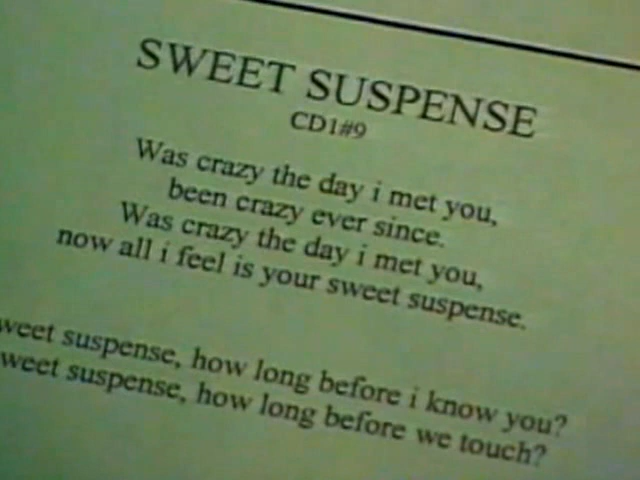 SWEET SUSPENSE
CD1#9
Was crazy the day i met you,
been crazy ever since.
Was crazy the day i met you,
now all i feel is your sweet suspense.
weet suspense, how long before i know you?
weet suspense, how long before we touch?